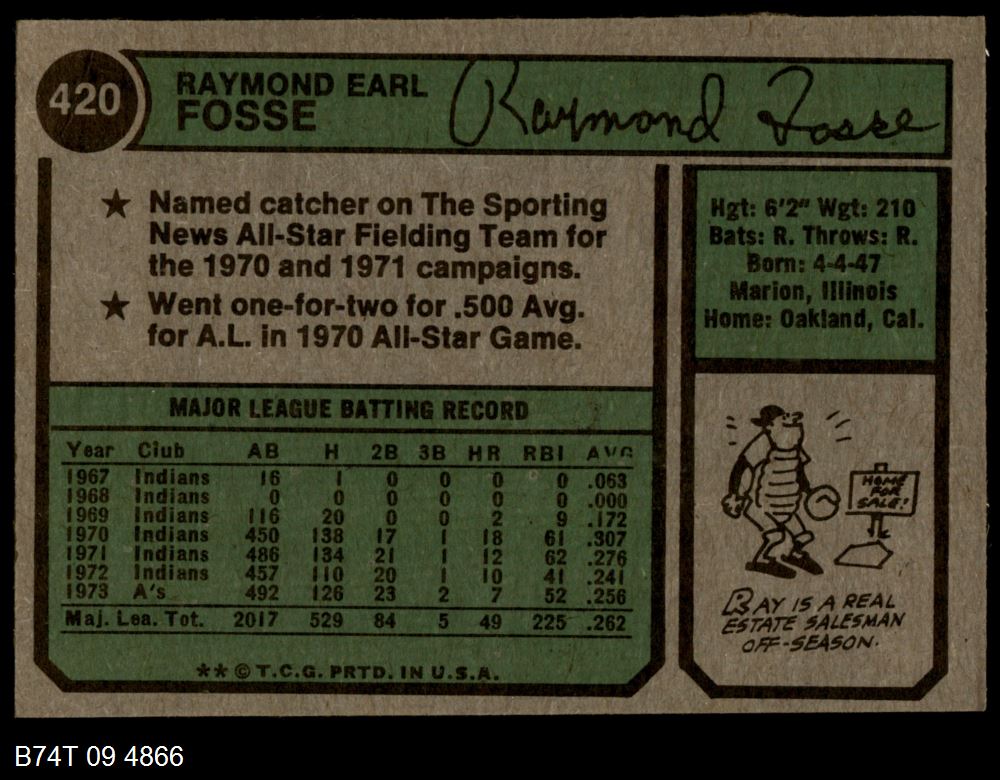 420
RAYMOND EARL
FOSSE
Raymond Fosse
★ Named catcher on The Sporting
News All-Star Fielding Team for
the 1970 and 1971 campaigns.
★ Went one-for-two for .500 Avg.
for A.L. in 1970 All-Star Game.
Hgt: 6'2" Wgt: 210
Bats: R. Throws: R.
Born: 4-4-47
Marion, Illinois
Home: Oakland, Cal.
MAJOR LEAGUE BATTING RECORD
Year Club AB H 2B 3B HR RBI AVG
1967 Indians 16 1 0 0 0 0 .063
1968 Indians 0 0 0 0 0 0 .000
1969 Indians 116 20 0 0 2 9 .172
1970 Indians 450 138 17 1 18 61 .307
1971 Indians 486 134 21 1 12 62 .276
1972 Indians 457 110 20 1 10 41 .241
1973 A's 492 126 23 2 7 52 .256
Maj. Lea. Tot. 2017 529 84 5 49 225 .262
** © T.C.G. PRTD. IN U.S.A.
HOME
FOR
SALE!
RAY IS A REAL
ESTATE SALESMAN
OFF-SEASON.
B74T 09 4866